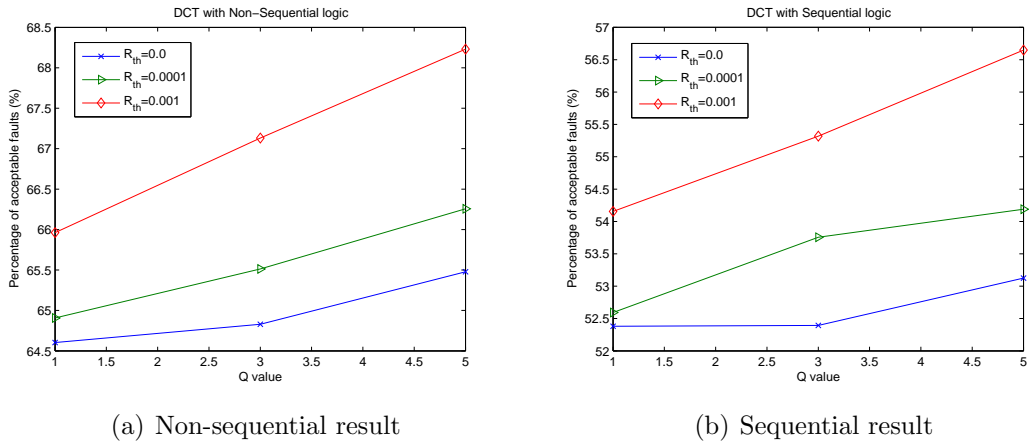 DCT with Non−Sequential logic
68.5
68
67.5
67
66.5
66
65.5
65
64.5
Percentage of acceptable faults (%)
R_th=0.0
R_th=0.0001
R_th=0.001
1 1.5 2 2.5 3 3.5 4 4.5 5
Q value
(a) Non-sequential result
DCT with Sequential logic
57
56.5
56
55.5
55
54.5
54
53.5
53
52.5
52
Percentage of acceptable faults (%)
R_th=0.0
R_th=0.0001
R_th=0.001
1 1.5 2 2.5 3 3.5 4 4.5 5
Q value
(b) Sequential result